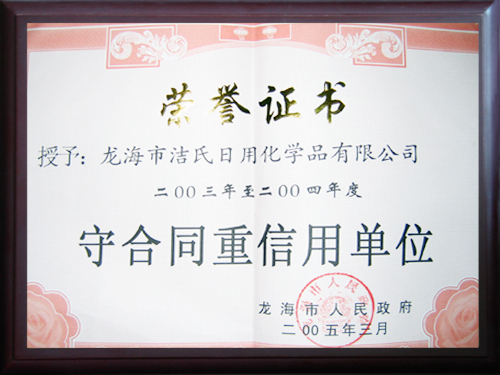 荣誉证书
授予：龙海市洁氏日用化学品有限公司
二00三年至二00四年度
守合同重信用单位
龙海市人民政府
二00五年三月